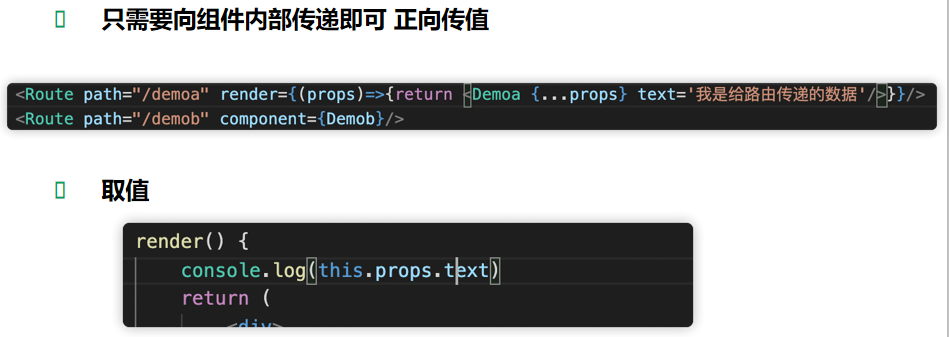 只需要向组件内部传递即可 正向传值
<Route path="/demoa" render={(props)=>{return <Demoa {...props} text='我是给路由传递的数据'/>}}/>
<Route path="/demob" component={Demob}/>
取值
render() {
console.log(this.props.text)
return (
<div>